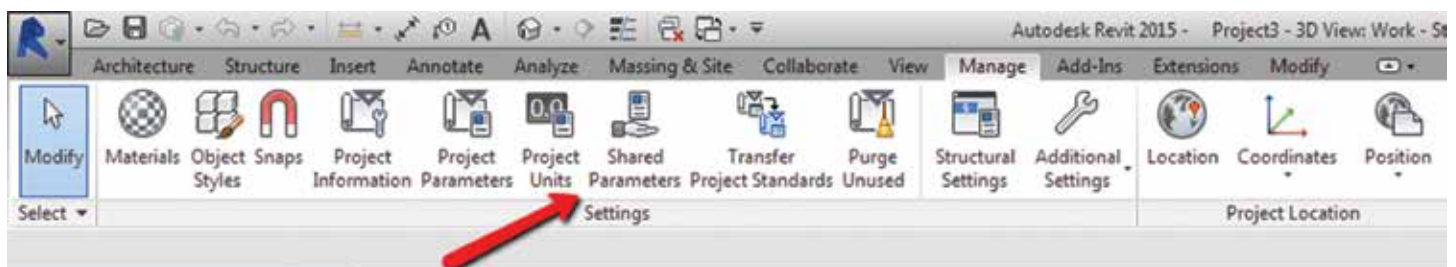 Autodesk Revit 2015 - Project3 - 3D View: Work - St
Architecture Structure Insert Annotate Analyze Massing & Site Collaborate View Manage Add-Ins Extensions Modify
Modify Materials Object Styles Snaps Project Information Project Parameters Project Units Shared Parameters Transfer Project Standards Purge Unused Structural Settings Additional Settings Location Coordinates Position
Select Settings Project Location